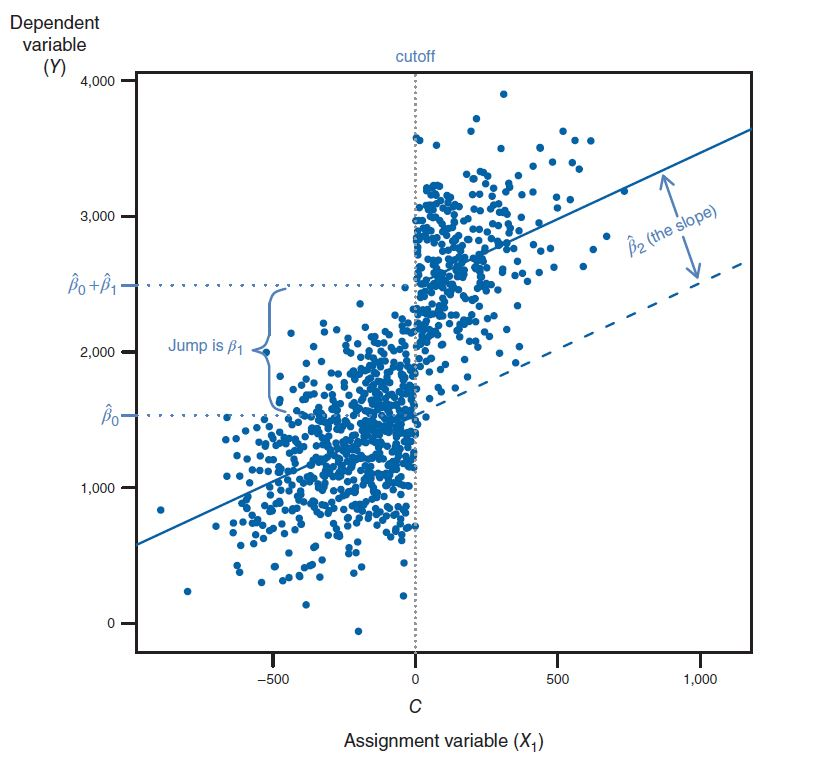 Dependent
variable
(Y)
cutoff
4,000
3,000
β̂₀+β̂₁
Jump is β₁
2,000
β̂₀
1,000
0
β̂₂ (the slope)
−500
0
500
1,000
C
Assignment variable (X₁)